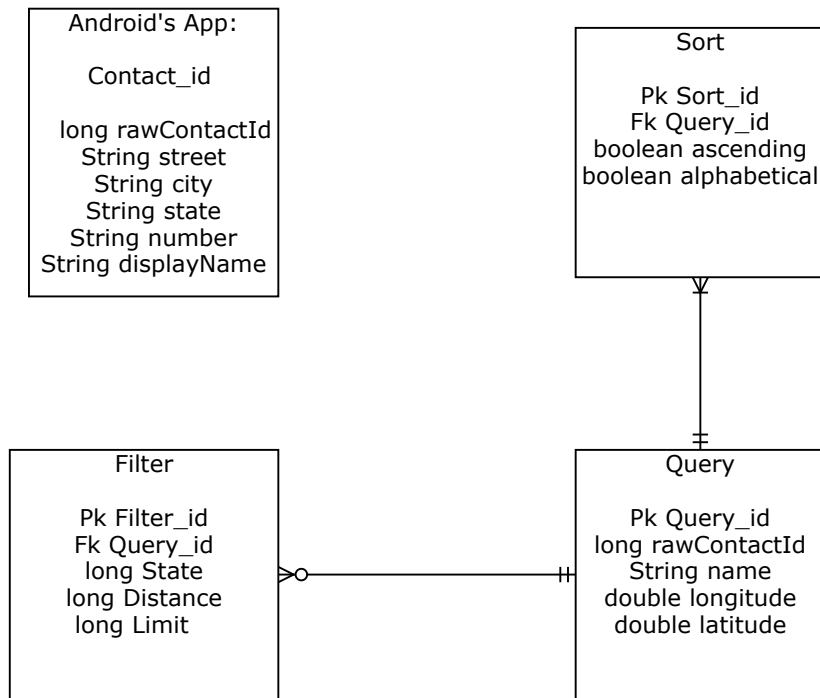 Android's App:
Contact_id
long rawContactId
String street
String city
String state
String number
String displayName
Sort
Pk Sort_id
Fk Query_id
boolean ascending
boolean alphabetical
Filter
Pk Filter_id
Fk Query_id
long State
long Distance
long Limit
Query
Pk Query_id
long rawContactId
String name
double longitude
double latitude